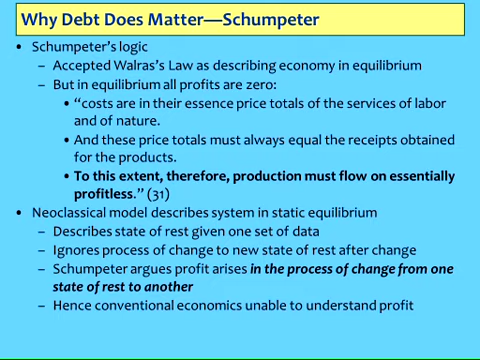 Why Debt Does Matter—Schumpeter
• Schumpeter's logic
– Accepted Walras's Law as describing economy in equilibrium
– But in equilibrium all profits are zero:
• "costs are in their essence price totals of the services of labor
and of nature.
• And these price totals must always equal the receipts obtained
for the products.
• To this extent, therefore, production must flow on essentially
profitless." (31)
• Neoclassical model describes system in static equilibrium
– Describes state of rest given one set of data
– Ignores process of change to new state of rest after change
– Schumpeter argues profit arises in the process of change from one
state of rest to another
– Hence conventional economics unable to understand profit